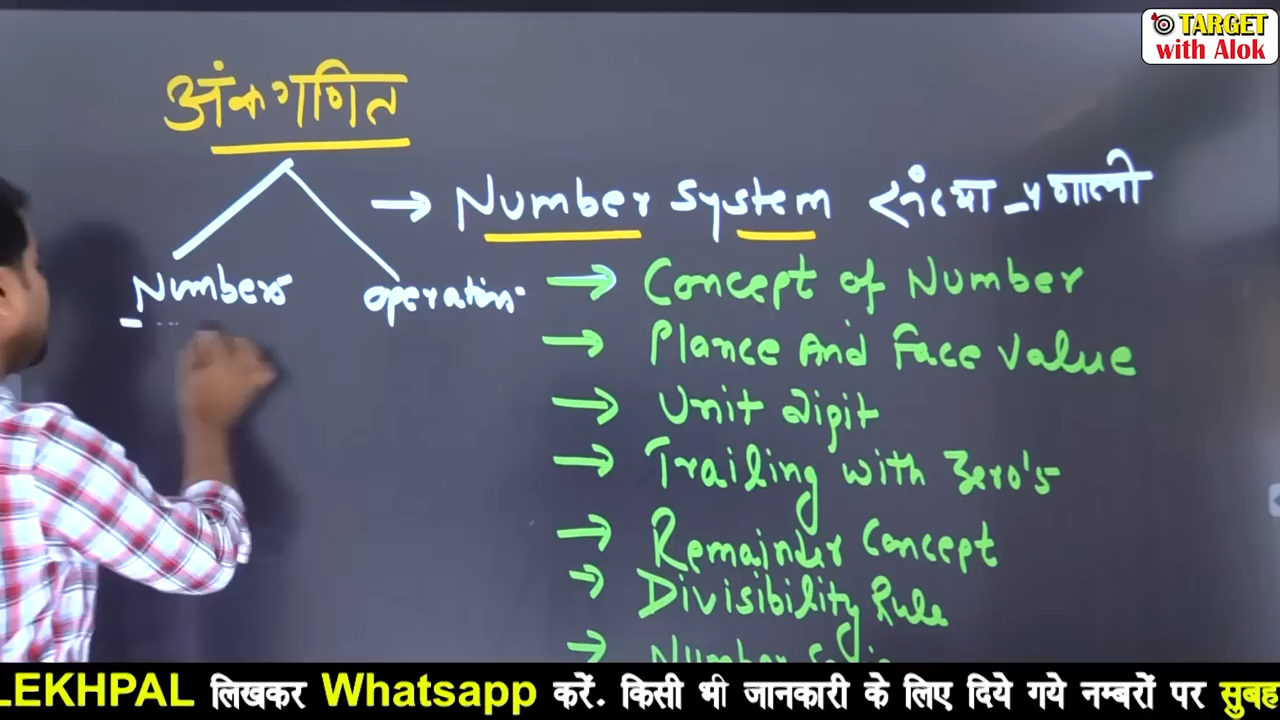 TARGET
with Alok
अंकगणित
→ Number System संख्या प्रणाली
Numbers operation
→ Concept of Number
→ Plance And Face Value
→ Unit digit
→ Trailing with Zero's
→ Remainder Concept
→ Divisibility Rule
→ Number
LEKHPAL लिखकर Whatsapp करें. किसी भी जानकारी के लिए दिये गये नम्बरों पर सुबह